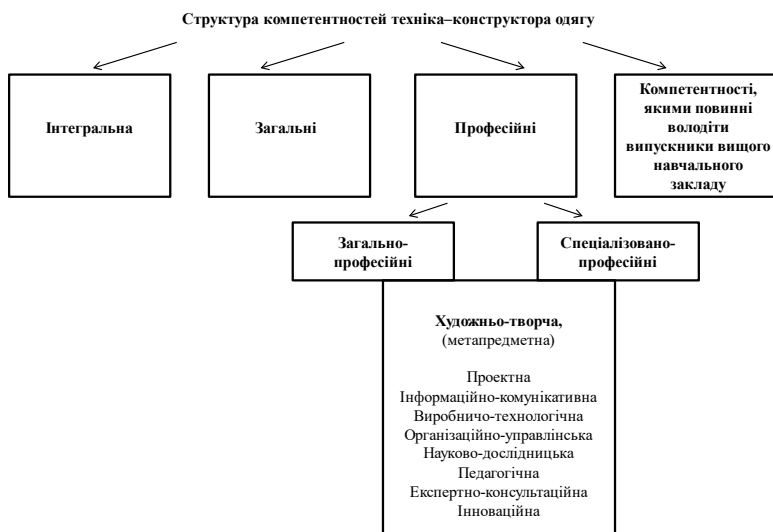 Структура компетентностей техніка–конструктора одягу
Інтегральна
Загальні
Професійні
Компетентності,
якими повинні
володіти
випускники вищого
навчального
закладу
Загально-
професійні
Спеціалізовано-
професійні
Художньо-творча,
(метапредметна)
Проектна
Інформаційно-комунікативна
Виробничо-технологічна
Організаційно-управлінська
Науково-дослідницька
Педагогічна
Експертно-консультаційна
Інноваційна